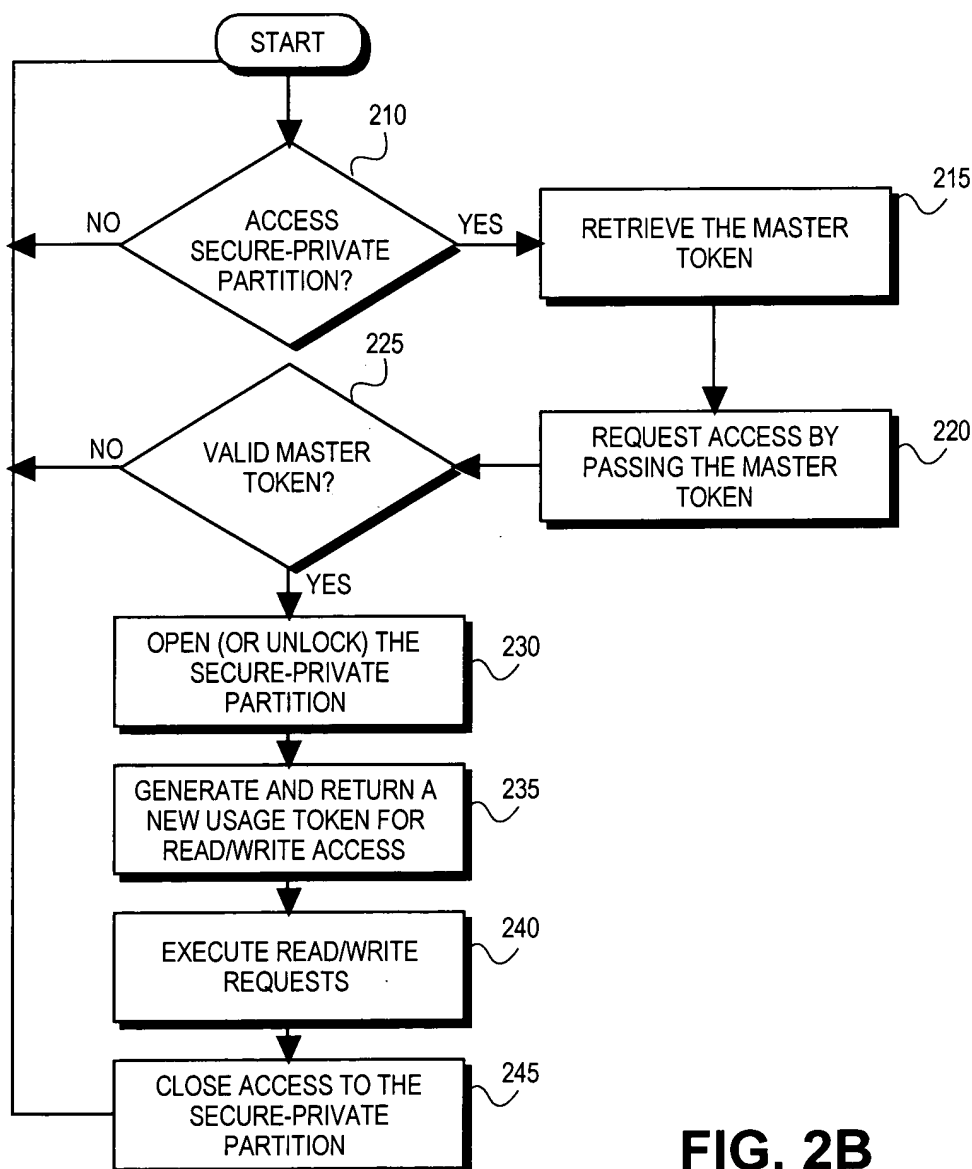 START
210
ACCESS
SECURE-PRIVATE
PARTITION?
NO
YES
215
RETRIEVE THE MASTER
TOKEN
220
REQUEST ACCESS BY
PASSING THE MASTER
TOKEN
225
VALID MASTER
TOKEN?
NO
YES
OPEN (OR UNLOCK) THE
SECURE-PRIVATE
PARTITION
230
GENERATE AND RETURN A
NEW USAGE TOKEN FOR
READ/WRITE ACCESS
235
EXECUTE READ/WRITE
REQUESTS
240
CLOSE ACCESS TO THE
SECURE-PRIVATE
PARTITION
245
FIG. 2B